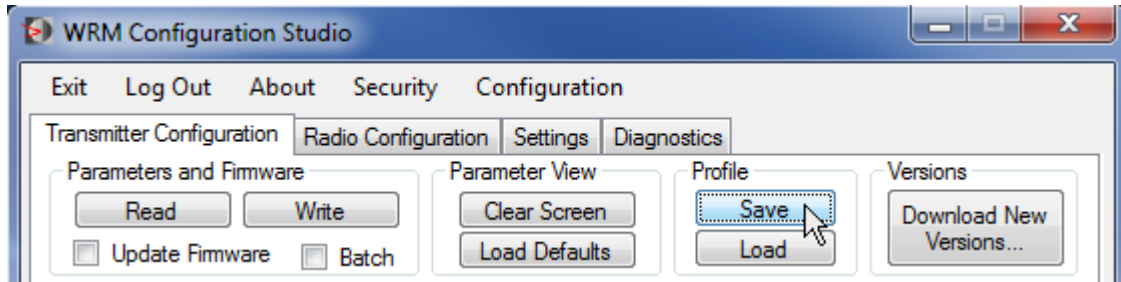 WRM Configuration Studio
Exit Log Out About Security Configuration
Transmitter Configuration Radio Configuration Settings Diagnostics
Parameters and Firmware Parameter View Profile Versions
Read Write Clear Screen Save Download New
Versions...
Update Firmware Batch Load Defaults Load